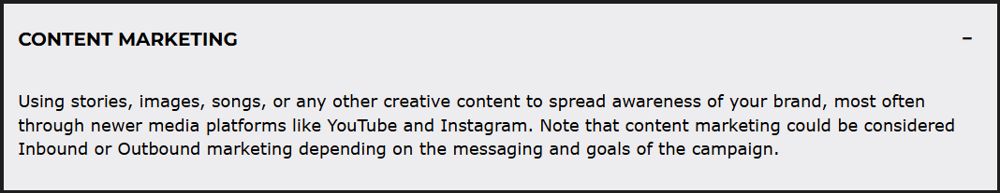 CONTENT MARKETING –
Using stories, images, songs, or any other creative content to spread awareness of your brand, most often
through newer media platforms like YouTube and Instagram. Note that content marketing could be considered
Inbound or Outbound marketing depending on the messaging and goals of the campaign.